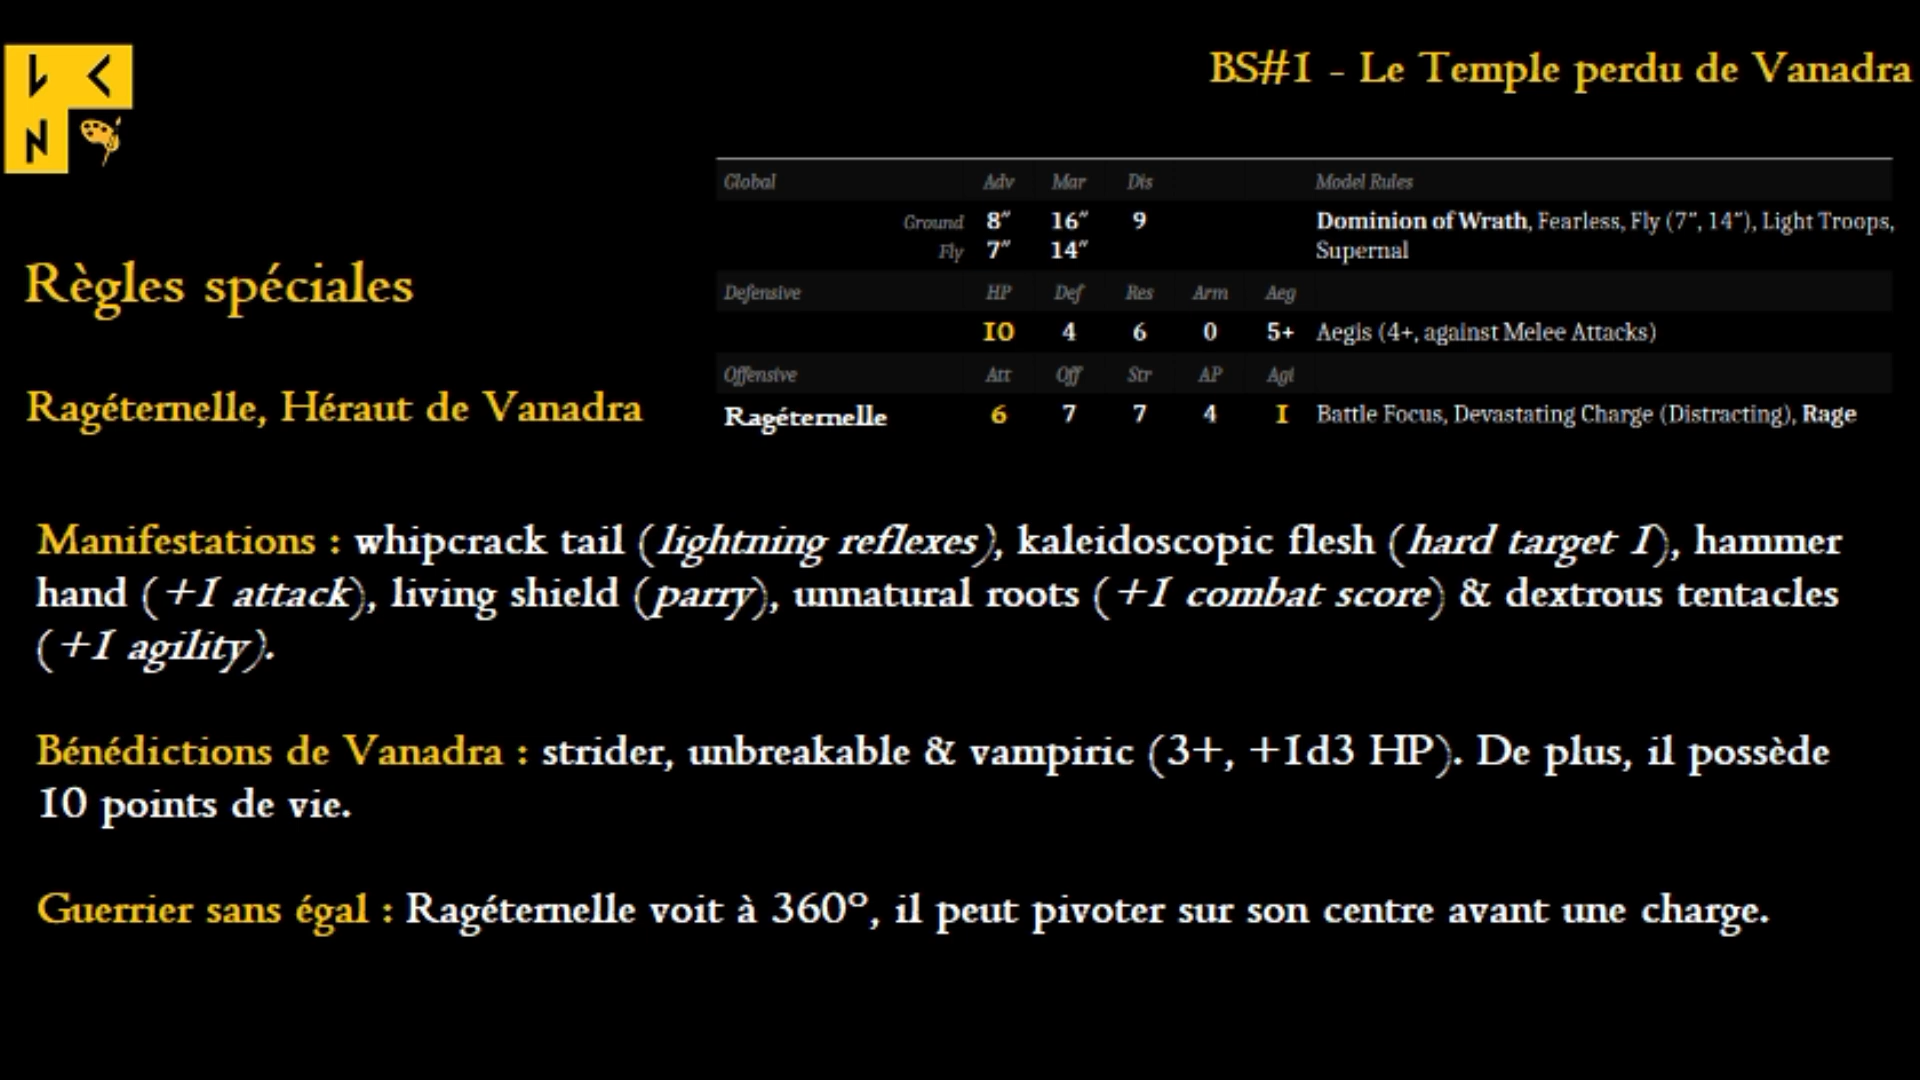 BS#1 - Le Temple perdu de Vanadra
Global Adv Mar Dis Model Rules
Ground 8″ 16″ 9 Dominion of Wrath, Fearless, Fly (7″, 14″), Light Troops,
Fly 7″ 14″ Supernal
Règles spéciales
Defensive HP Def Res Arm Aeg
10 4 6 0 5+ Aegis (4+, against Melee Attacks)
Offensive Att Off Str AP Agi
Ragéternelle, Héraut de Vanadra
Ragéternelle 6 7 7 4 1 Battle Focus, Devastating Charge (Distracting), Rage
Manifestations : whipcrack tail (lightning reflexes), kaleidoscopic flesh (hard target 1), hammer
hand (+1 attack), living shield (parry), unnatural roots (+1 combat score) & dextrous tentacles
(+1 agility).
Bénédictions de Vanadra : strider, unbreakable & vampiric (3+, +1d3 HP). De plus, il possède
10 points de vie.
Guerrier sans égal : Ragéternelle voit à 360°, il peut pivoter sur son centre avant une charge.